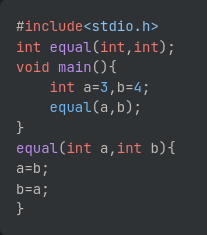 #include<stdio.h>
int equal(int,int);
void main(){
    int a=3,b=4;
    equal(a,b);
}
equal(int a,int b){
a=b;
b=a;
}